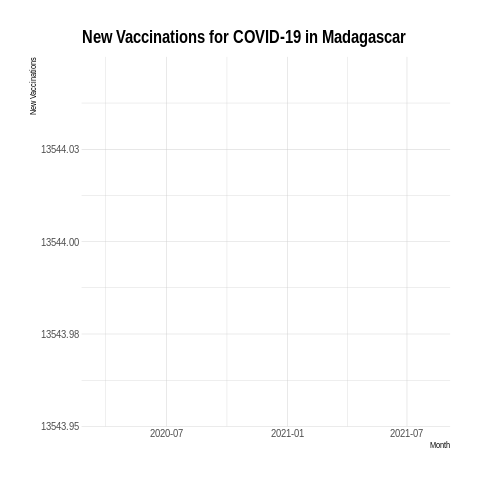 New Vaccinations for COVID-19 in Madagascar
New Vaccinations
13544.03
13544.00
13543.98
13543.95
2020-07
2021-01
2021-07
Month